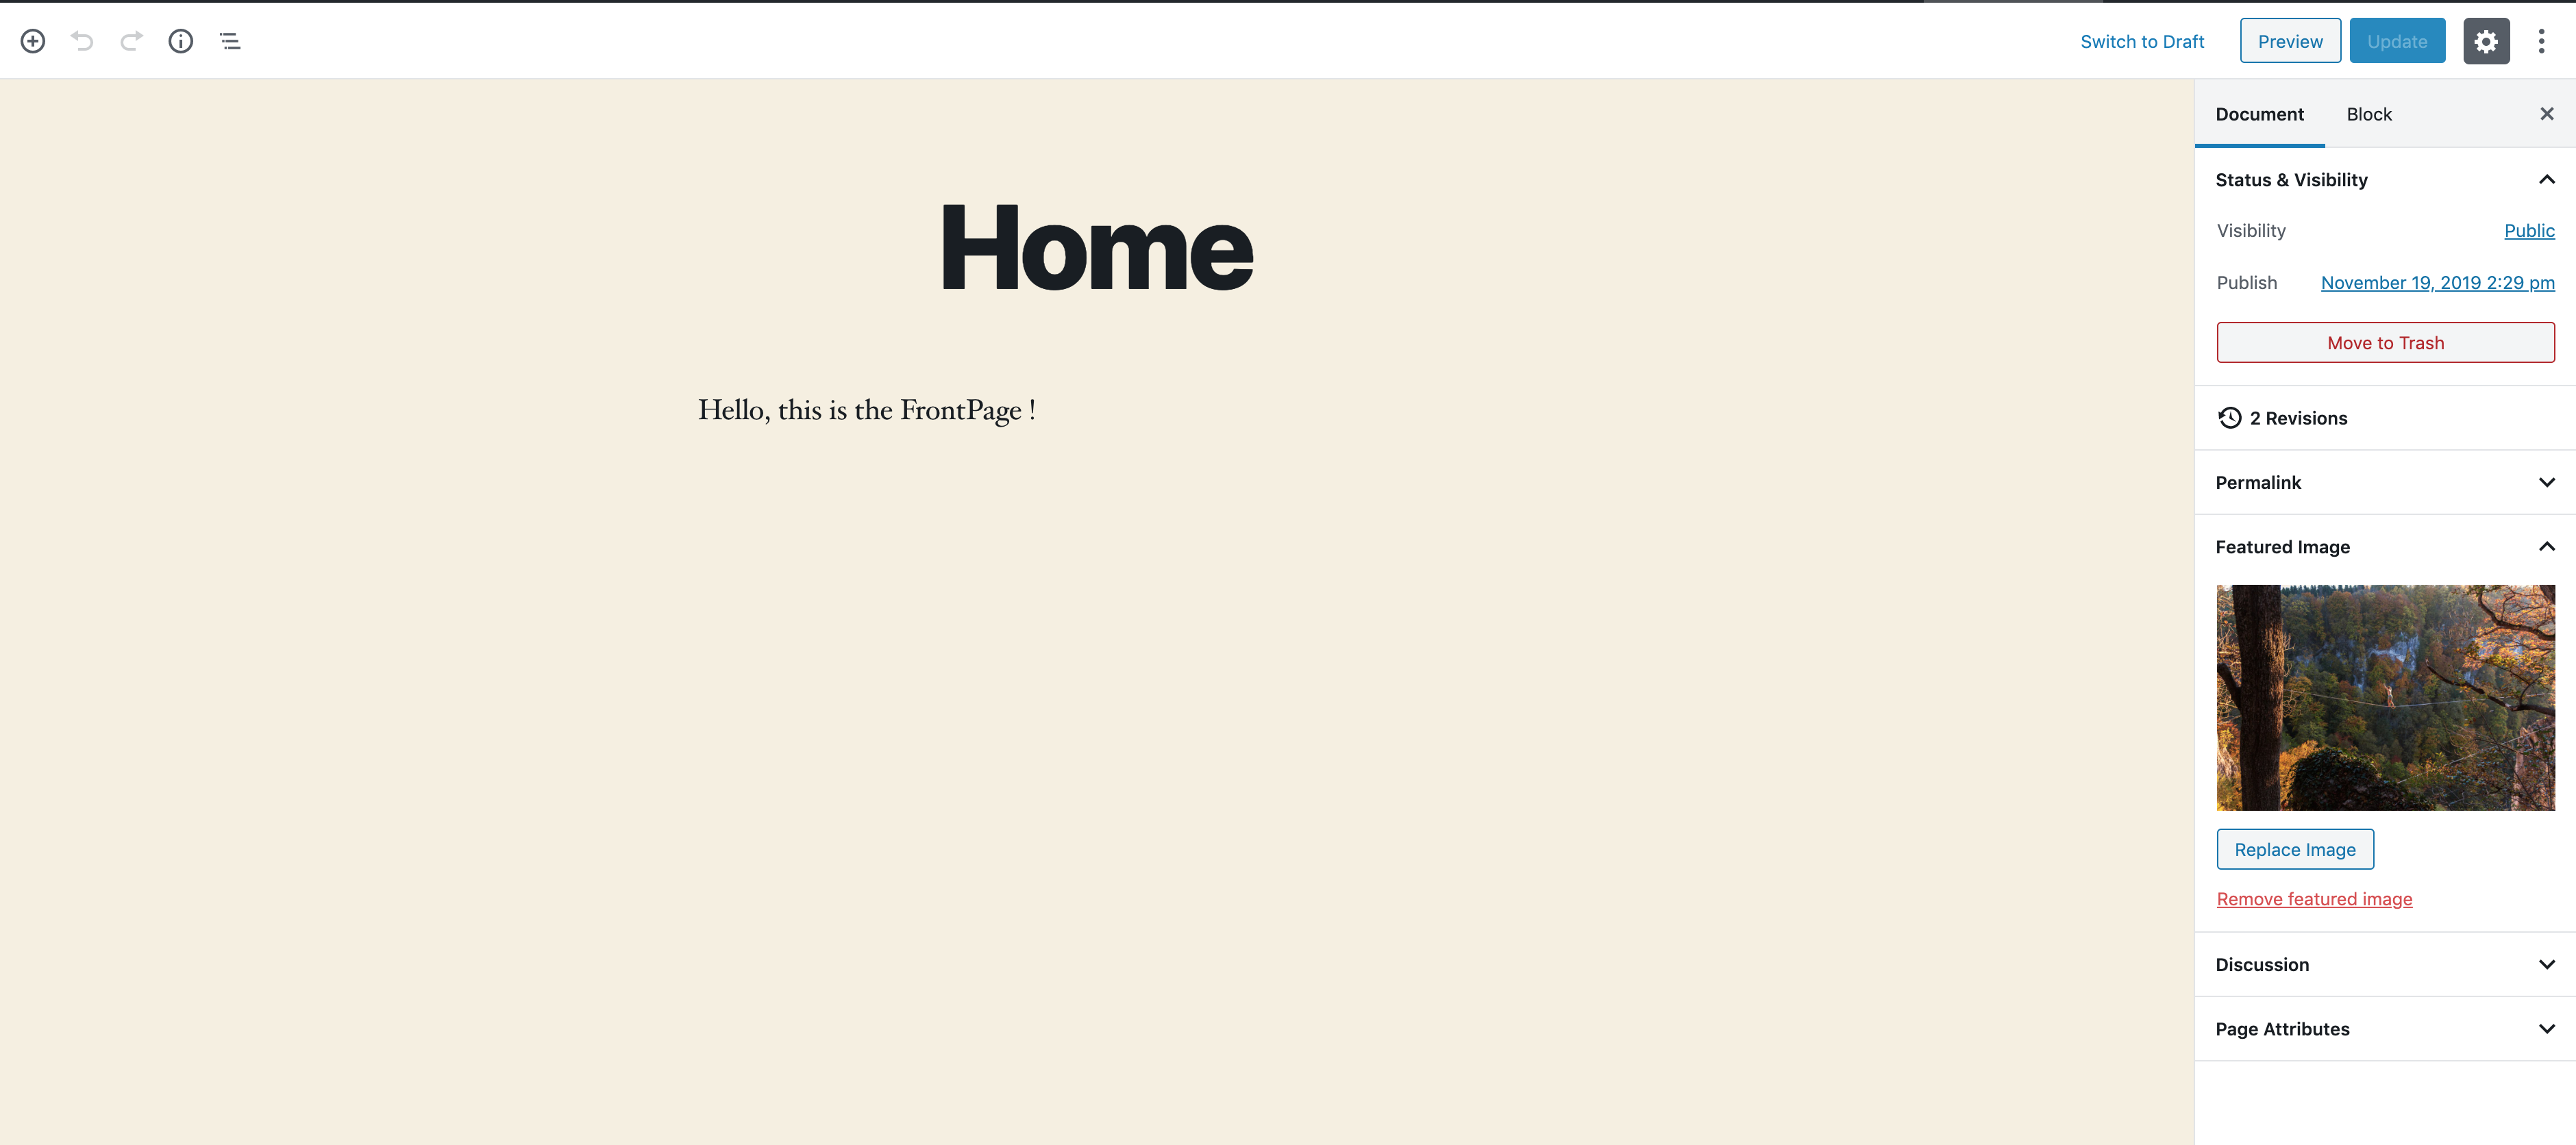 Switch to Draft
Preview
Update
Document
Block
Home
Hello, this is the FrontPage !
Status & Visibility
Visibility
Public
Publish
November 19, 2019 2:29 pm
Move to Trash
2 Revisions
Permalink
Featured Image
Replace Image
Remove featured image
Discussion
Page Attributes